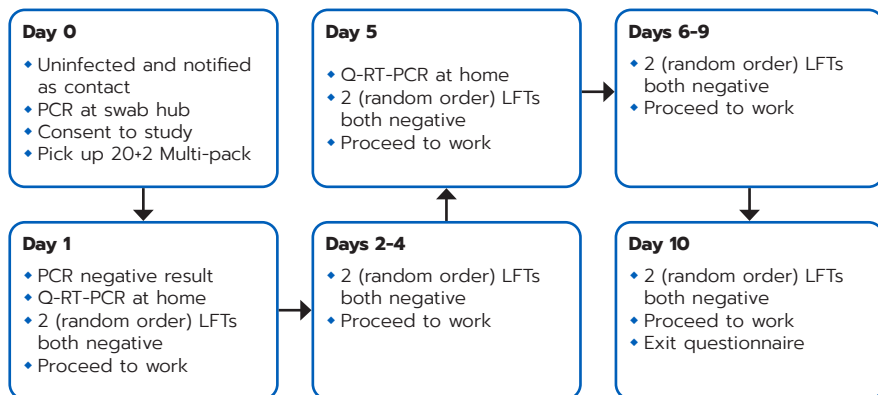 Day 0
◆ Uninfected and notified
as contact
◆ PCR at swab hub
◆ Consent to study
◆ Pick up 20+2 Multi-pack
Day 1
◆ PCR negative result
◆ Q-RT-PCR at home
◆ 2 (random order) LFTs
both negative
◆ Proceed to work
Days 2-4
◆ 2 (random order) LFTs
both negative
◆ Proceed to work
Day 5
◆ Q-RT-PCR at home
◆ 2 (random order) LFTs
both negative
◆ Proceed to work
Days 6-9
◆ 2 (random order) LFTs
both negative
◆ Proceed to work
Day 10
◆ 2 (random order) LFTs
both negative
◆ Proceed to work
◆ Exit questionnaire